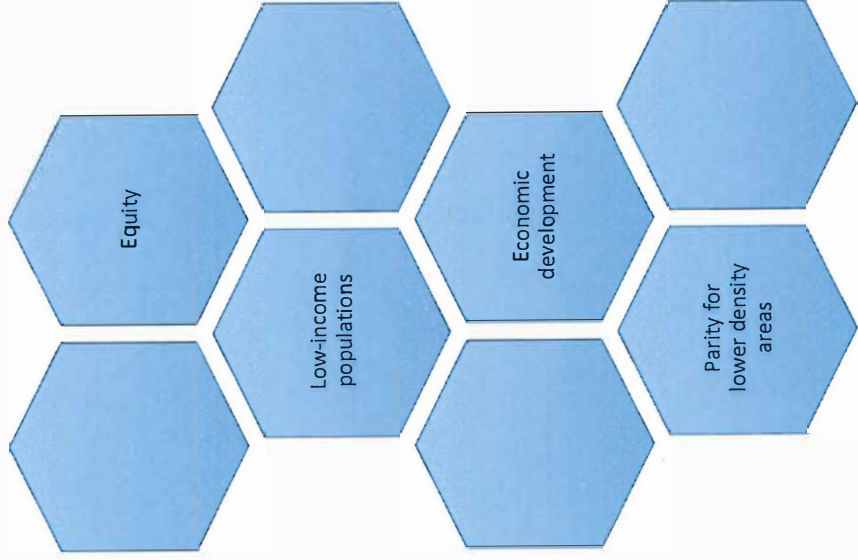 Equity
Low-income
populations
Economic
development
Parity for
lower density
areas